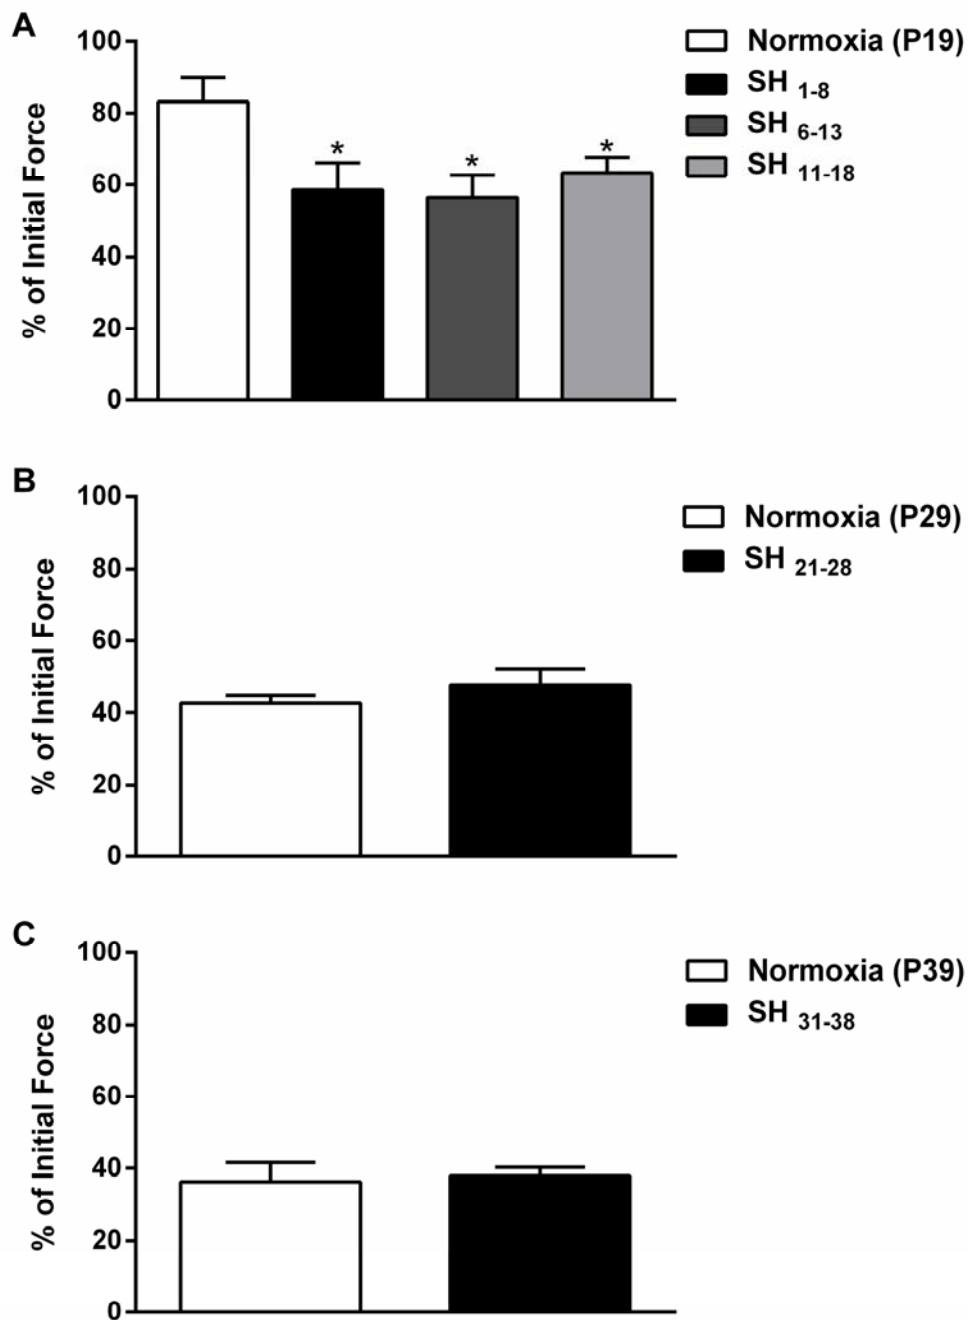 A
% of Initial Force
100
80
60
40
20
0
*
*
*
Normoxia (P19)
SH 1-8
SH 6-13
SH 11-18
B
% of Initial Force
100
80
60
40
20
0
Normoxia (P29)
SH 21-28
C
% of Initial Force
100
80
60
40
20
0
Normoxia (P39)
SH 31-38